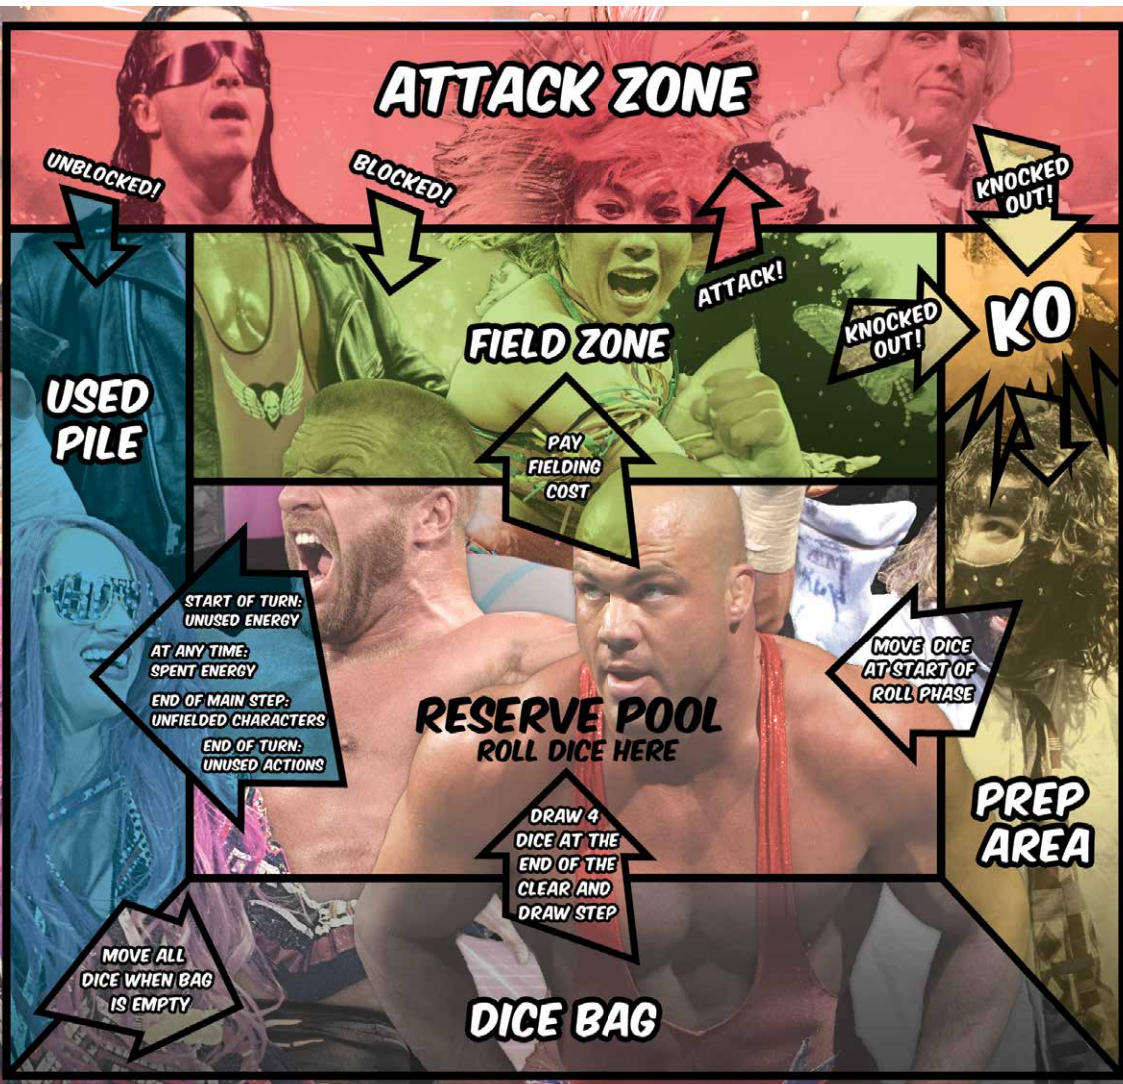 ATTACK ZONE
UNBLOCKED!
BLOCKED!
ATTACK!
KNOCKED
OUT!
KNOCKED
OUT!
KO
FIELD ZONE
USED
PILE
PAY
FIELDING
COST
START OF TURN:
UNUSED ENERGY
AT ANY TIME:
SPENT ENERGY
END OF MAIN STEP:
UNFIELDED CHARACTERS
END OF TURN:
UNUSED ACTIONS
RESERVE POOL
ROLL DICE HERE
MOVE DICE
AT START OF
ROLL PHASE
PREP
AREA
DRAW 4
DICE AT THE
END OF THE
CLEAR AND
DRAW STEP
MOVE ALL
DICE WHEN BAG
IS EMPTY
DICE BAG